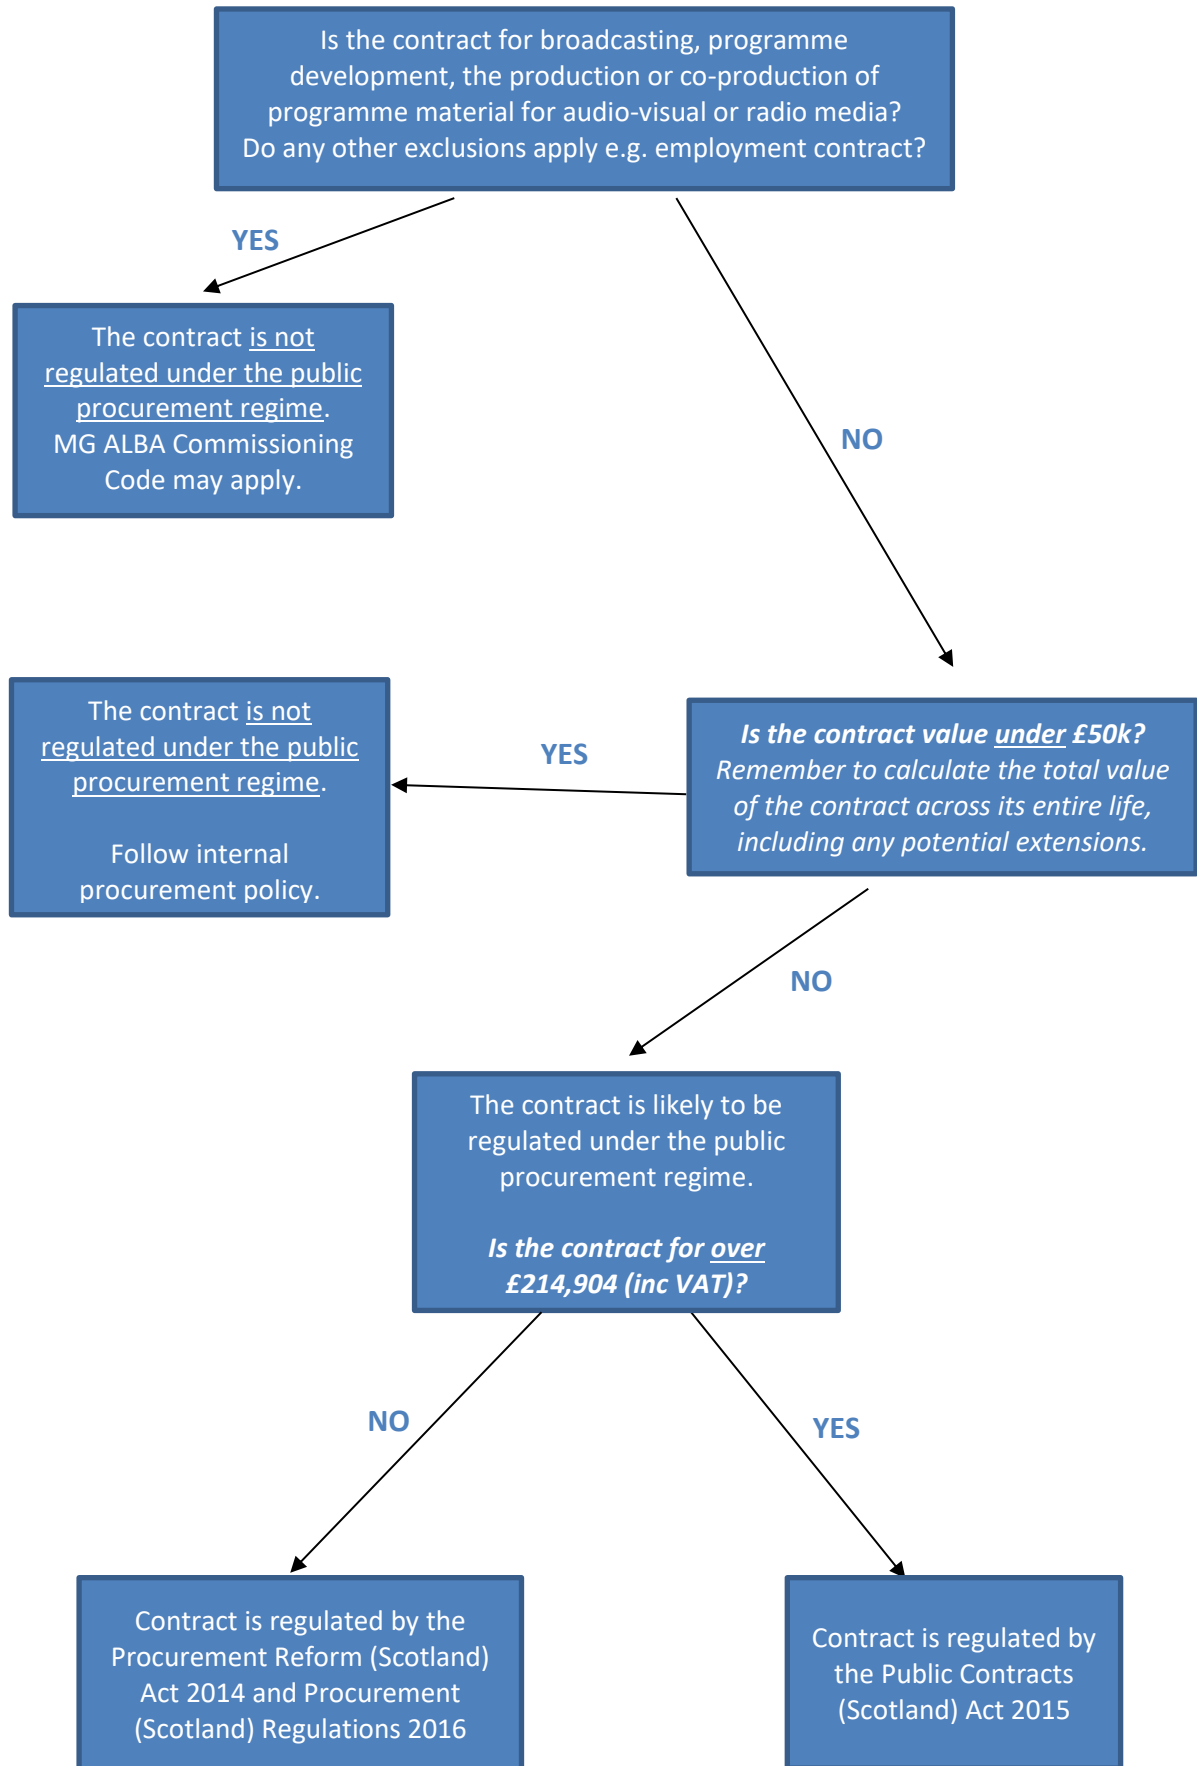 Is the contract for broadcasting, programme
development, the production or co-production of
programme material for audio-visual or radio media?
Do any other exclusions apply e.g. employment contract?
YES
The contract is not
regulated under the public
procurement regime.
MG ALBA Commissioning
Code may apply.
NO
The contract is not
regulated under the public
procurement regime.
Follow internal
procurement policy.
YES
Is the contract value under £50k?
Remember to calculate the total value
of the contract across its entire life,
including any potential extensions.
NO
The contract is likely to be
regulated under the public
procurement regime.
Is the contract for over
£214,904 (inc VAT)?
NO
YES
Contract is regulated by the
Procurement Reform (Scotland)
Act 2014 and Procurement
(Scotland) Regulations 2016
Contract is regulated by
the Public Contracts
(Scotland) Act 2015